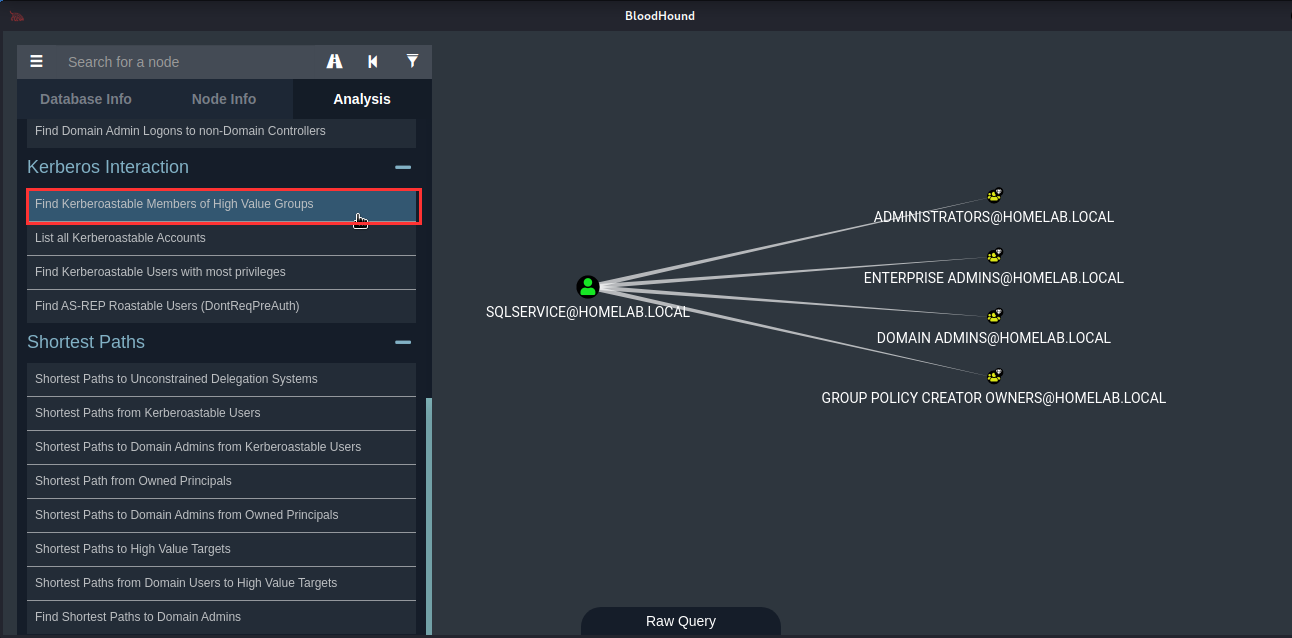 BloodHound
Search for a node
Database Info
Node Info
Analysis
Find Domain Admin Logons to non-Domain Controllers
Kerberos Interaction
Find Kerberoastable Members of High Value Groups
List all Kerberoastable Accounts
Find Kerberoastable Users with most privileges
Find AS-REP Roastable Users (DontReqPreAuth)
Shortest Paths
Shortest Paths to Unconstrained Delegation Systems
Shortest Paths from Kerberoastable Users
Shortest Paths to Domain Admins from Kerberoastable Users
Shortest Path from Owned Principals
Shortest Paths to Domain Admins from Owned Principals
Shortest Paths to High Value Targets
Shortest Paths from Domain Users to High Value Targets
Find Shortest Paths to Domain Admins
SQLSERVICE@HOMELAB.LOCAL
ADMINISTRATORS@HOMELAB.LOCAL
ENTERPRISE ADMINS@HOMELAB.LOCAL
DOMAIN ADMINS@HOMELAB.LOCAL
GROUP POLICY CREATOR OWNERS@HOMELAB.LOCAL
Raw Query